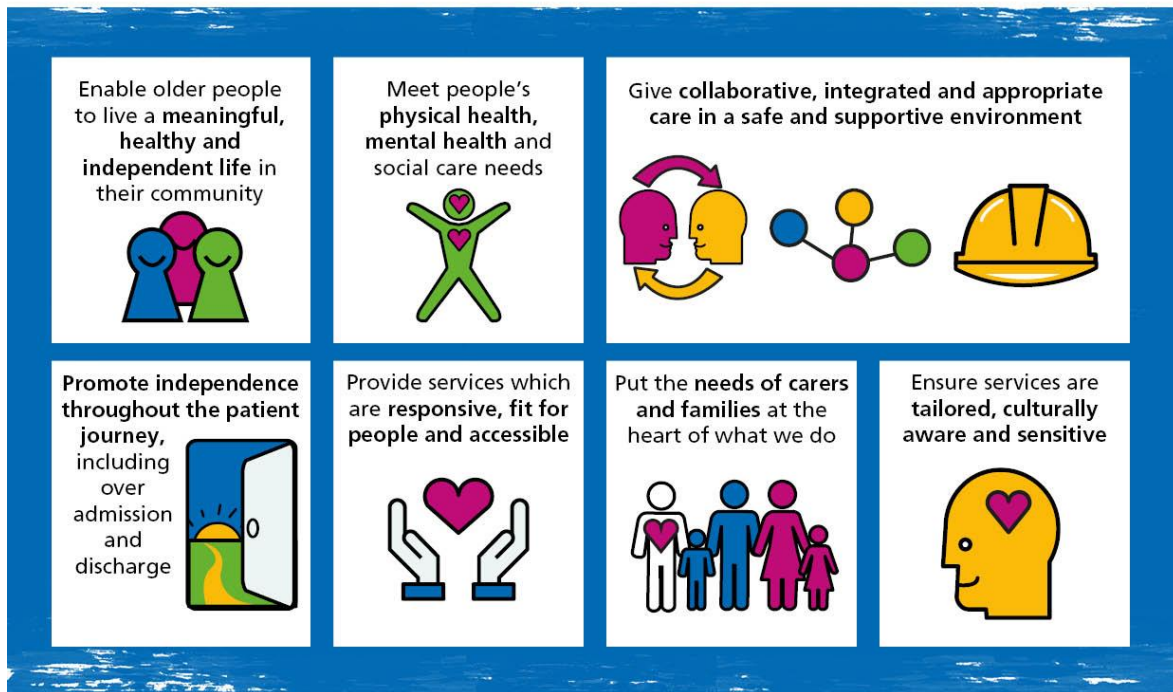 Enable older people
to live a meaningful,
healthy and
independent life in
their community
Meet people's
physical health,
mental health and
social care needs
Give collaborative, integrated and appropriate
care in a safe and supportive environment
Promote independence
throughout the patient
journey,
including
over
admission
and
discharge
Provide services which
are responsive, fit for
people and accessible
Put the needs of carers
and families at the
heart of what we do
Ensure services are
tailored, culturally
aware and sensitive